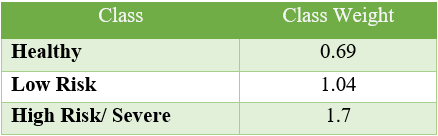 Class Class Weight
Healthy 0.69
Low Risk 1.04
High Risk/ Severe 1.7